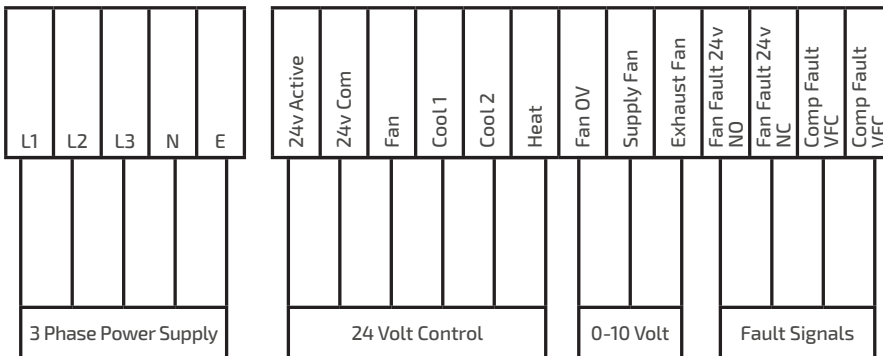 L1
L2
L3
N
E
24v Active
24v Com
Fan
Cool 1
Cool 2
Heat
Fan OV
Supply Fan
Exhaust Fan
Fan Fault 24v
NO
Fan Fault 24v
NC
Comp Fault
VFC
Comp Fault
VFC
3 Phase Power Supply
24 Volt Control
0-10 Volt
Fault Signals